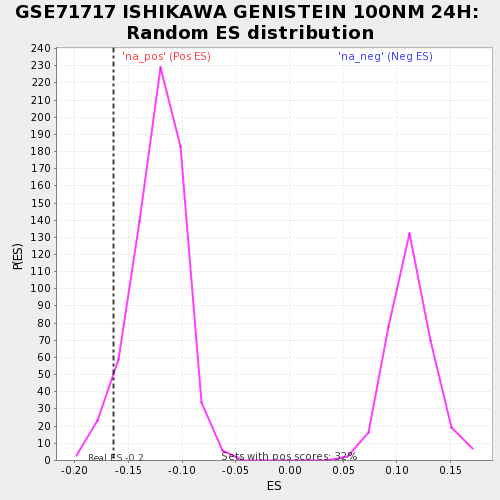 GSE71717 ISHIKAWA GENISTEIN 100NM 24H:
Random ES distribution
'na_pos' (Pos ES)
'na_neg' (Neg ES)
240
230
220
210
200
190
180
170
160
150
140
130
120
110
100
90
80
70
60
50
40
30
20
10
0
P(ES)
Real ES -0.2
Sets with pos scores: 32%
-0.20 -0.15 -0.10 -0.05 0.00 0.05 0.10 0.15
ES